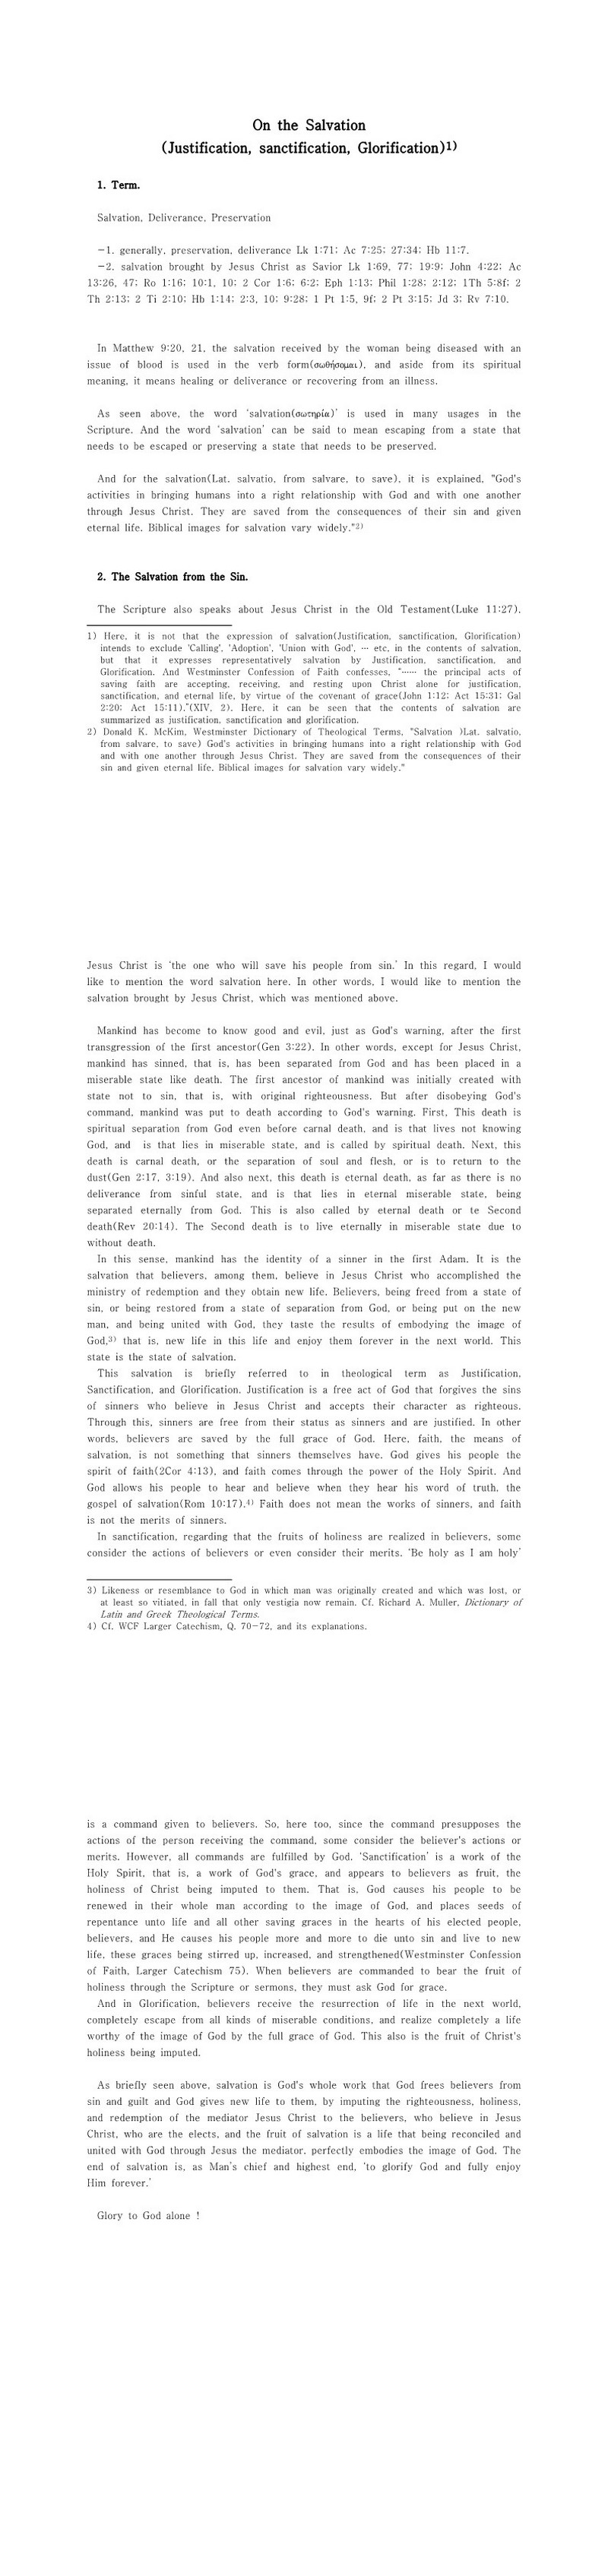 On the Salvation
(Justification, sanctification, Glorification)1)
1. Term.
Salvation, Deliverance, Preservation
-1. generally, preservation, deliverance Lk 1:71; Ac 7:25; 27:34; Hb 11:7.
-2. salvation brought by Jesus Christ as Savior Lk 1:69, 77; 19:9; John 4:22; Ac
13:26, 47; Ro 1:16; 10:1, 10; 2 Cor 1:6; 6:2; Eph 1:13; Phil 1:28; 2:12; 1Th 5:8f; 2
Th 2:13; 2 Ti 2:10; Hb 1:14; 2:3, 10; 9:28; 1 Pt 1:5, 9f; 2 Pt 3:15; Jd 3; Rv 7:10.
In Matthew 9:20, 21, the salvation received by the woman being diseased with an
issue of blood is used in the verb form(σωθήσομαι), and aside from its spiritual
meaning, it means healing or deliverance or recovering from an illness.
As seen above, the word 'salvation(σωτηρία)' is used in many usages in the
Scripture. And the word 'salvation' can be said to mean escaping from a state that
needs to be escaped or preserving a state that needs to be preserved.
And for the salvation(Lat. salvatio, from salvare, to save), it is explained, "God's
activities in bringing humans into a right relationship with God and with one another
through Jesus Christ. They are saved from the consequences of their sin and given
eternal life. Biblical images for salvation vary widely."2)
2. The Salvation from the Sin.
The Scripture also speaks about Jesus Christ in the Old Testament(Luke 11:27).
1) Here, it is not that the expression of salvation(Justification, sanctification, Glorification)
intends to exclude 'Calling', 'Adoption', 'Union with God', … etc, in the contents of salvation,
but that it expresses representatively salvation by Justification, sanctification, and
Glorification. And Westminster Confession of Faith confesses, "…… the principal acts of
saving faith are accepting, receiving, and resting upon Christ alone for justification,
sanctification, and eternal life, by virtue of the covenant of grace(John 1:12; Act 15:31; Gal
2:20; Act 15:11)."(XIV, 2). Here, it can be seen that the contents of salvation are
summarized as justification, sanctification and glorification.
2) Donald K. McKim, Westminster Dictionary of Theological Terms, "Salvation )Lat. salvatio,
from salvare, to save) God's activities in bringing humans into a right relationship with God
and with one another through Jesus Christ. They are saved from the consequences of their
sin and given eternal life. Biblical images for salvation vary widely."
Jesus Christ is 'the one who will save his people from sin.' In this regard, I would
like to mention the word salvation here. In other words, I would like to mention the
salvation brought by Jesus Christ, which was mentioned above.
Mankind has become to know good and evil, just as God's warning, after the first
transgression of the first ancestor(Gen 3:22). In other words, except for Jesus Christ,
mankind has sinned, that is, has been separated from God and has been placed in a
miserable state like death. The first ancestor of mankind was initially created with
state not to sin, that is, with original righteousness. But after disobeying God's
command, mankind was put to death according to God's warning. First, This death is
spiritual separation from God even before carnal death, and is that lives not knowing
God, and is that lies in miserable state, and is called by spiritual death. Next, this
death is carnal death, or the separation of soul and flesh, or is to return to the
dust(Gen 2:17, 3:19). And also next, this death is eternal death, as far as there is no
deliverance from sinful state, and is that lies in eternal miserable state, being
separated eternally from God. This is also called by eternal death or te Second
death(Rev 20:14). The Second death is to live eternally in miserable state due to
without death.
In this sense, mankind has the identity of a sinner in the first Adam. It is the
salvation that believers, among them, believe in Jesus Christ who accomplished the
ministry of redemption and they obtain new life. Believers, being freed from a state of
sin, or being restored from a state of separation from God, or being put on the new
man, and being united with God, they taste the results of embodying the image of
God,3) that is, new life in this life and enjoy them forever in the next world. This
state is the state of salvation.
This salvation is briefly referred to in theological term as Justification,
Sanctification, and Glorification. Justification is a free act of God that forgives the sins
of sinners who believe in Jesus Christ and accepts their character as righteous.
Through this, sinners are free from their status as sinners and are justified. In other
words, believers are saved by the full grace of God. Here, faith, the means of
salvation, is not something that sinners themselves have. God gives his people the
spirit of faith(2Cor 4:13), and faith comes through the power of the Holy Spirit. And
God allows his people to hear and believe when they hear his word of truth, the
gospel of salvation(Rom 10:17).4) Faith does not mean the works of sinners, and faith
is not the merits of sinners.
In sanctification, regarding that the fruits of holiness are realized in believers, some
consider the actions of believers or even consider their merits. 'Be holy as I am holy'
3) Likeness or resemblance to God in which man was originally created and which was lost, or
at least so vitiated, in fall that only vestigia now remain. Cf. Richard A. Muller, Dictionary of
Latin and Greek Theological Terms.
4) Cf. WCF Larger Catechism, Q. 70-72, and its explanations.
is a command given to believers. So, here too, since the command presupposes the
actions of the person receiving the command, some consider the believer's actions or
merits. However, all commands are fulfilled by God. 'Sanctification' is a work of the
Holy Spirit, that is, a work of God's grace, and appears to believers as fruit, the
holiness of Christ being imputed to them. That is, God causes his people to be
renewed in their whole man according to the image of God, and places seeds of
repentance unto life and all other saving graces in the hearts of his elected people,
believers, and He causes his people more and more to die unto sin and live to new
life, these graces being stirred up, increased, and strengthened(Westminster Confession
of Faith, Larger Catechism 75). When believers are commanded to bear the fruit of
holiness through the Scripture or sermons, they must ask God for grace.
And in Glorification, believers receive the resurrection of life in the next world,
completely escape from all kinds of miserable conditions, and realize completely a life
worthy of the image of God by the full grace of God. This also is the fruit of Christ's
holiness being imputed.
As briefly seen above, salvation is God's whole work that God frees believers from
sin and guilt and God gives new life to them, by imputing the righteousness, holiness,
and redemption of the mediator Jesus Christ to the believers, who believe in Jesus
Christ, who are the elects, and the fruit of salvation is a life that being reconciled and
united with God through Jesus the mediator, perfectly embodies the image of God. The
end of salvation is, as Man's chief and highest end, 'to glorify God and fully enjoy
Him forever.'
Glory to God alone !